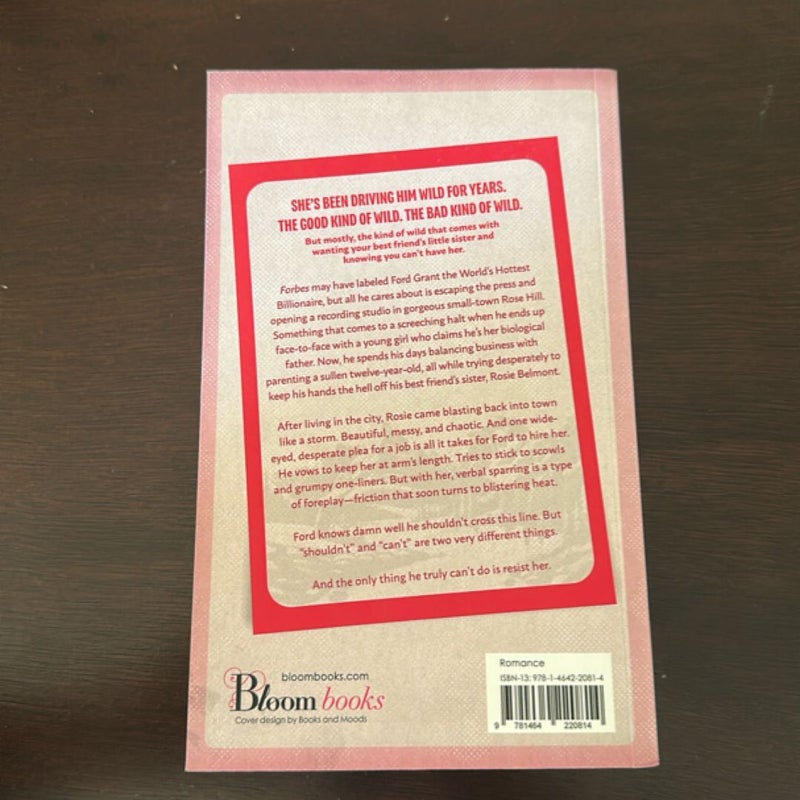 SHE'S BEEN DRIVING HIM WILD FOR YEARS.
THE GOOD KIND OF WILD. THE BAD KIND OF WILD.
But mostly, the kind of wild that comes with
wanting your best friend's little sister and
knowing you can't have her.
Forbes may have labeled Ford Grant the World's Hottest
Billionaire, but all he cares about is escaping the press and
opening a recording studio in gorgeous small-town Rose Hill.
Something that comes to a screeching halt when he ends up
face-to-face with a young girl who claims he's her biological
father. Now, he spends his days balancing business with
parenting a sullen twelve-year-old, all while trying desperately to
keep his hands the hell off his best friend's sister, Rosie Belmont.
After living in the city, Rosie came blasting back into town
like a storm. Beautiful, messy, and chaotic. And one wide-
eyed, desperate plea for a job is all it takes for Ford to hire her.
He vows to keep her at arm's length. Tries to stick to scowls
and grumpy one-liners. But with her, verbal sparring is a type
of foreplay—friction that soon turns to blistering heat.
Ford knows damn well he shouldn't cross this line. But
"shouldn't" and "can't" are two very different things.
And the only thing he truly can't do is resist her.
bloombooks.com
Bloom books
Cover design by Books and Moods
Romance
ISBN-13: 978-1-4642-2081-4
9 781464 220814